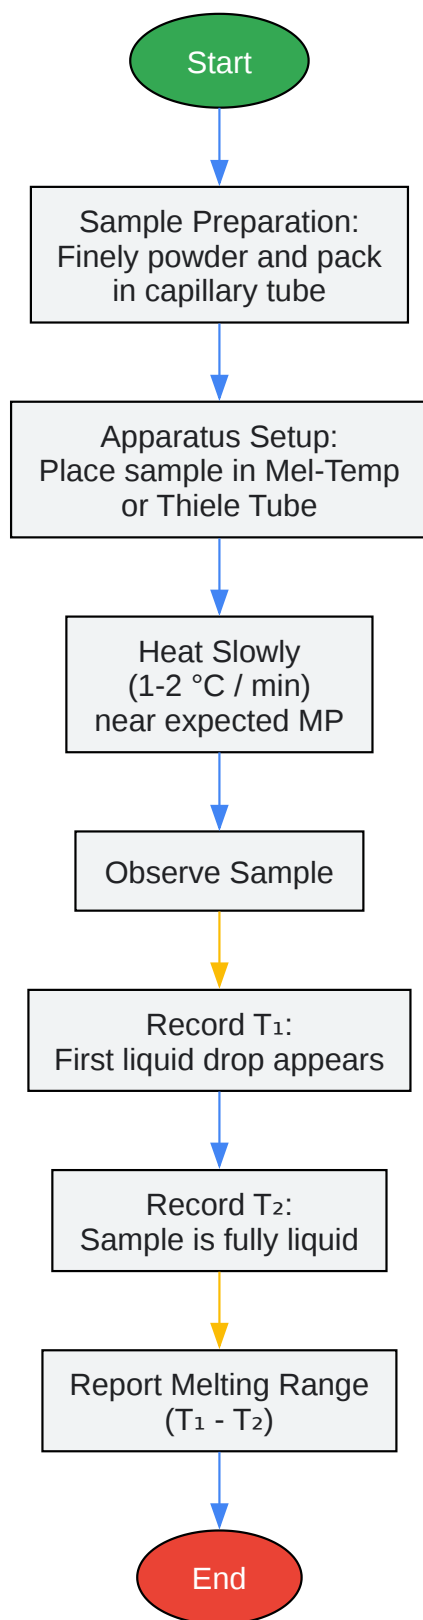 Start
Sample Preparation:
Finely powder and pack
in capillary tube
Apparatus Setup:
Place sample in Mel-Temp
or Thiele Tube
Heat Slowly
(1-2 °C / min)
near expected MP
Observe Sample
Record T₁:
First liquid drop appears
Record T₂:
Sample is fully liquid
Report Melting Range
(T₁ - T₂)
End